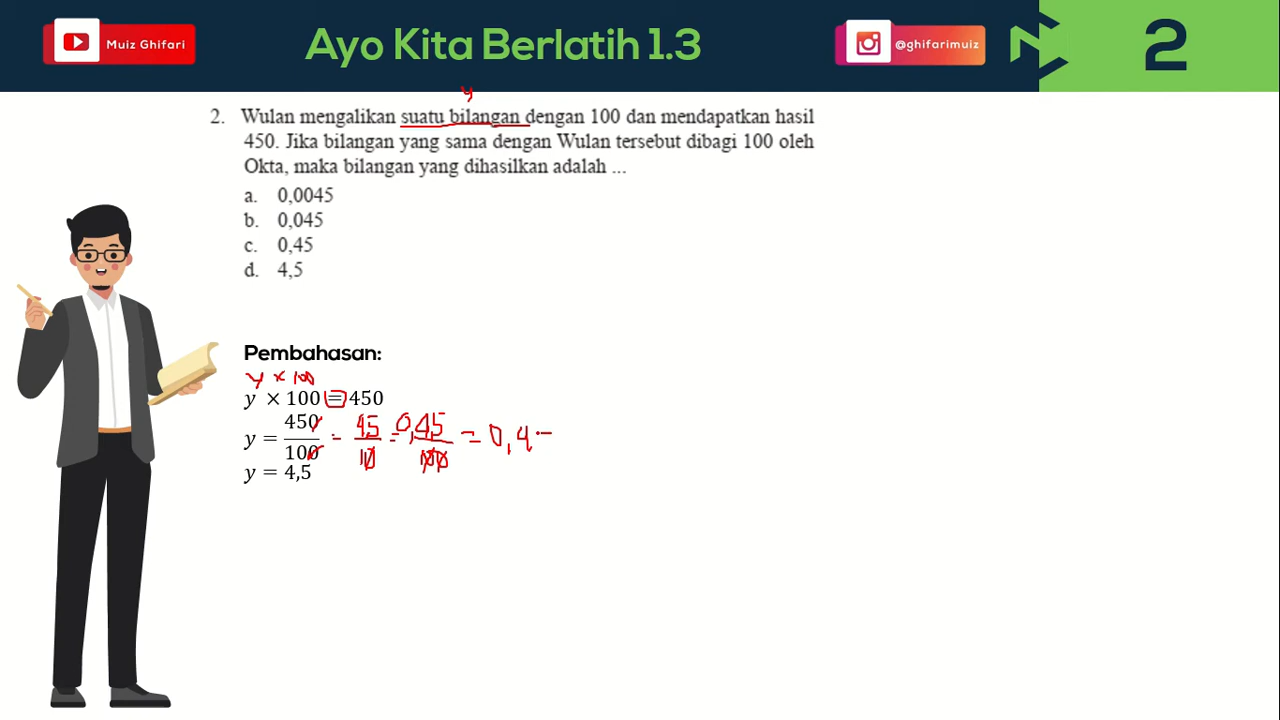 Muiz Ghifari
Ayo Kita Berlatih 1.3
@ghifarimuiz
2
y
2. Wulan mengalikan suatu bilangan dengan 100 dan mendapatkan hasil
450. Jika bilangan yang sama dengan Wulan tersebut dibagi 100 oleh
Okta, maka bilangan yang dihasilkan adalah ...
a. 0,0045
b. 0,045
c. 0,45
d. 4,5
Pembahasan:
y × 100
y × 100 = 450
y = 450/100 = 45/10 = 0,45/100 = 0,4
y = 4,5